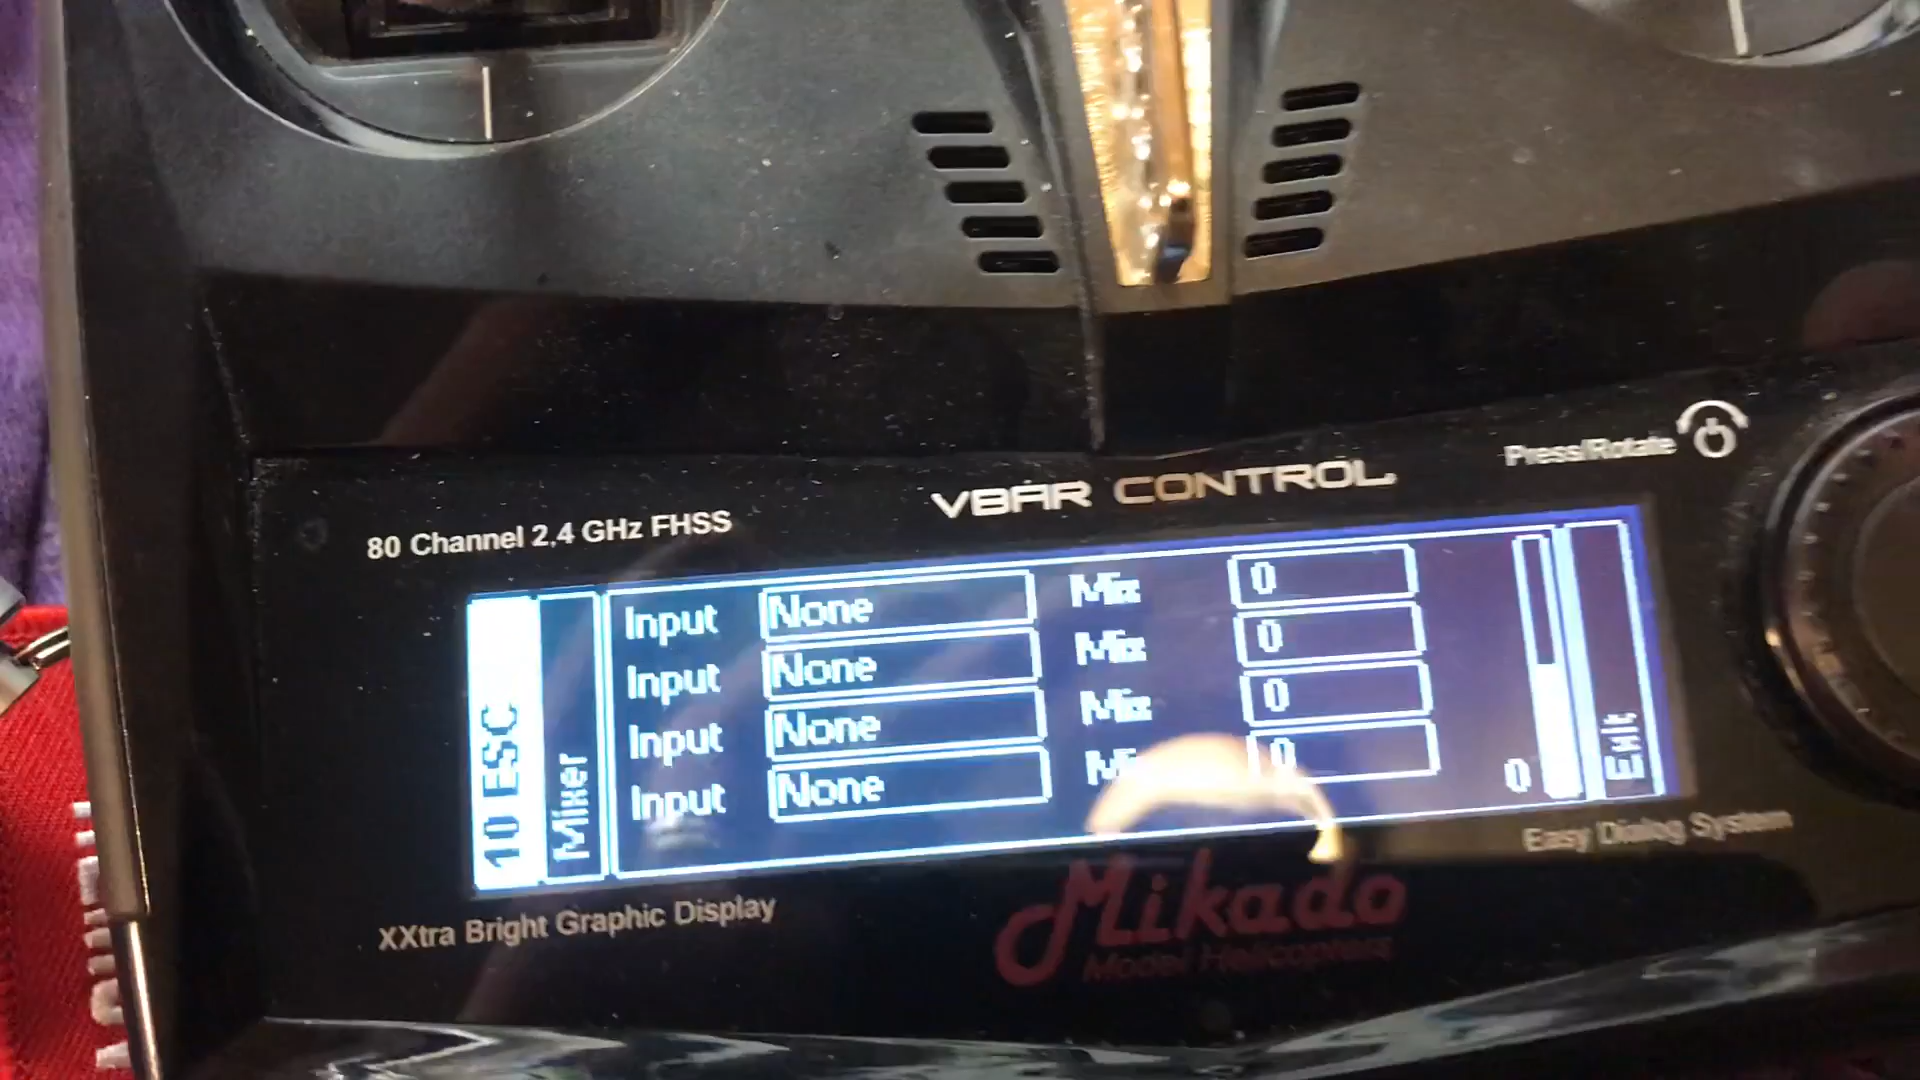 Press/Rotate
VBAR CONTROL
80 Channel 2,4 GHz FHSS
10 ESC
Mixer
Input None Mix 0
Input None Mix 0
Input None Mix 0
Input None Mix 0
0
Exit
Easy Dialog System
XXtra Bright Graphic Display
Mikado
Model Helicopters